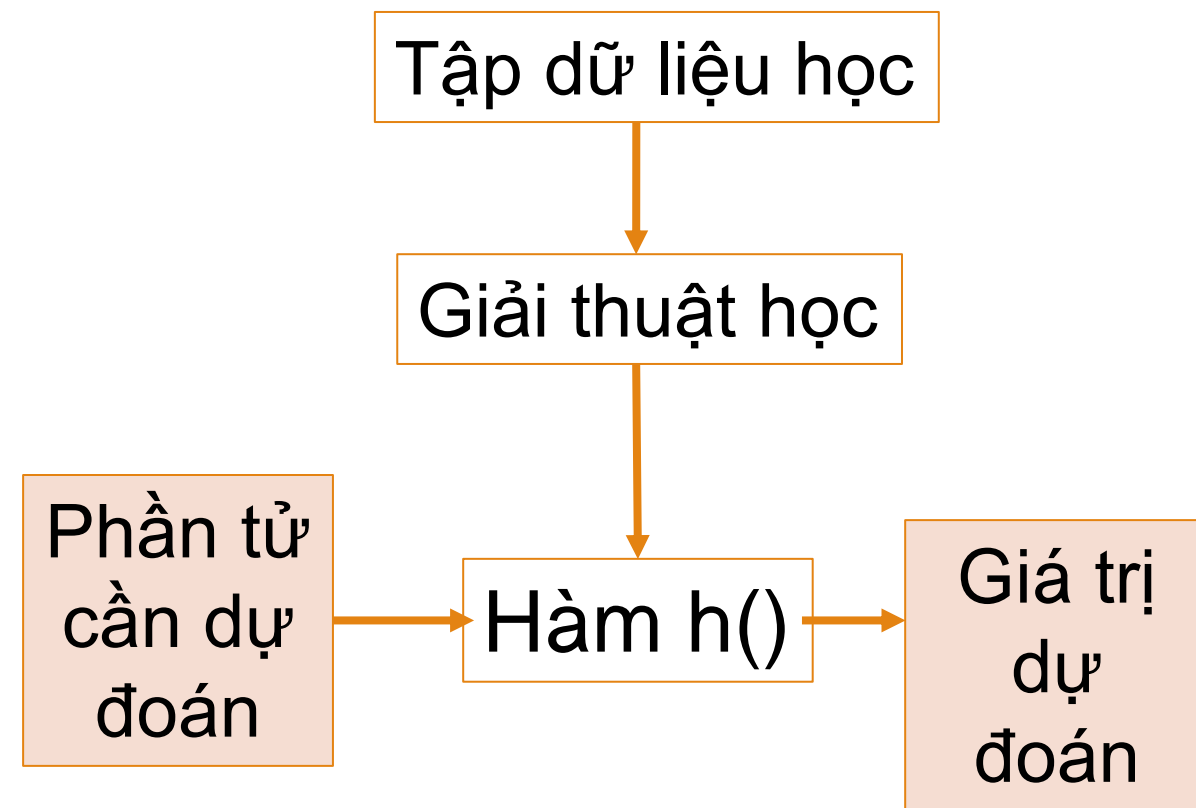 Tập dữ liệu học
Giải thuật học
Phần tử
cần dự
đoán
Hàm h()
Giá trị
dự
đoán